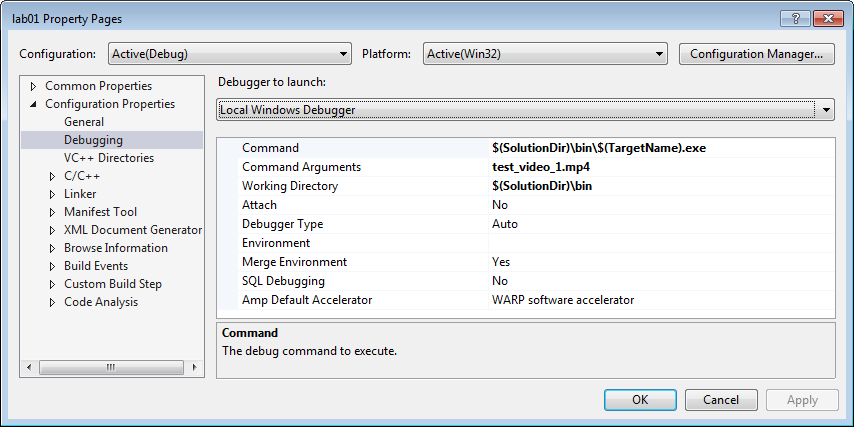 lab01 Property Pages
Configuration: Active(Debug) Platform: Active(Win32) Configuration Manager...
Common Properties
Configuration Properties
General
Debugging
VC++ Directories
C/C++
Linker
Manifest Tool
XML Document Generator
Browse Information
Build Events
Custom Build Step
Code Analysis
Debugger to launch:
Local Windows Debugger
Command $(SolutionDir)\bin\$(TargetName).exe
Command Arguments test_video_1.mp4
Working Directory $(SolutionDir)\bin
Attach No
Debugger Type Auto
Environment
Merge Environment Yes
SQL Debugging No
Amp Default Accelerator WARP software accelerator
Command
The debug command to execute.
OK Cancel Apply